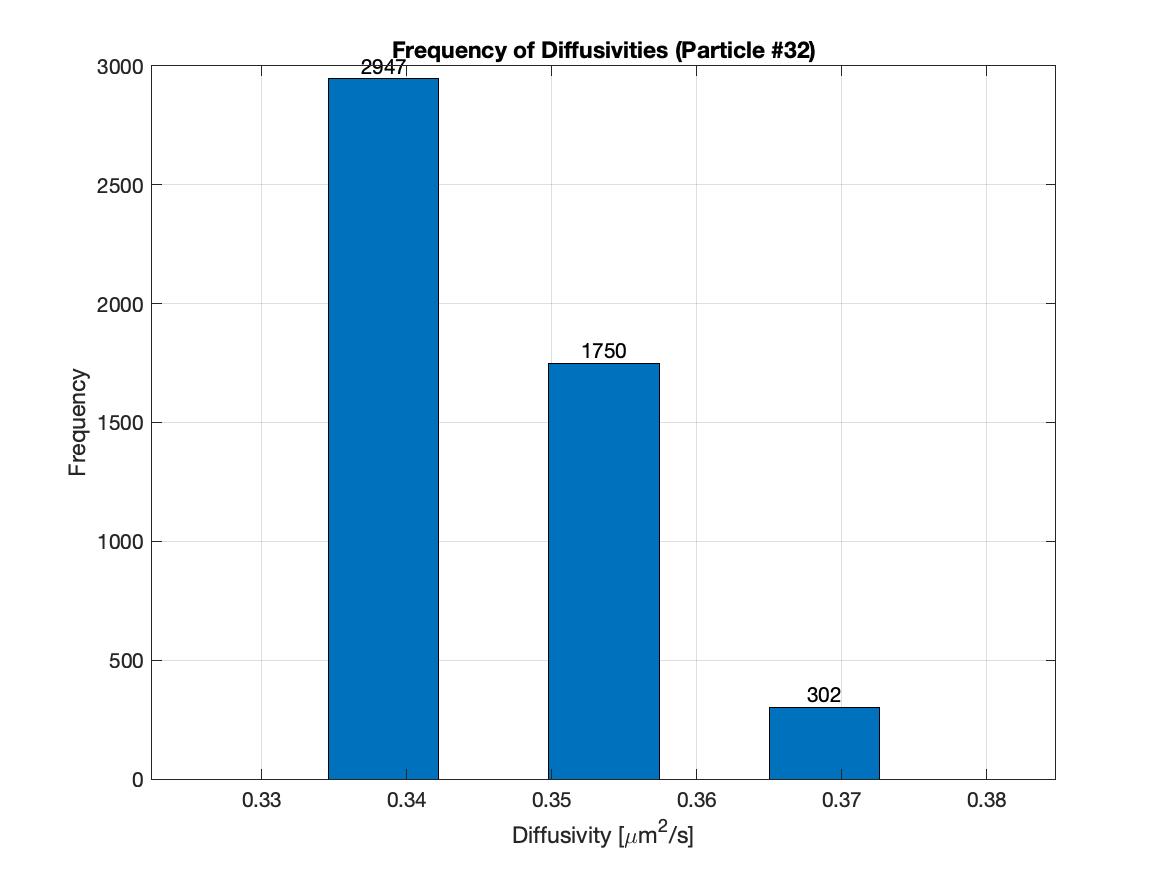 Frequency of Diffusivities (Particle #32)
3000
2947
2500
2000
1750
1500
1000
500
302
0
Frequency
0.33 0.34 0.35 0.36 0.37 0.38
Diffusivity [μm²/s]